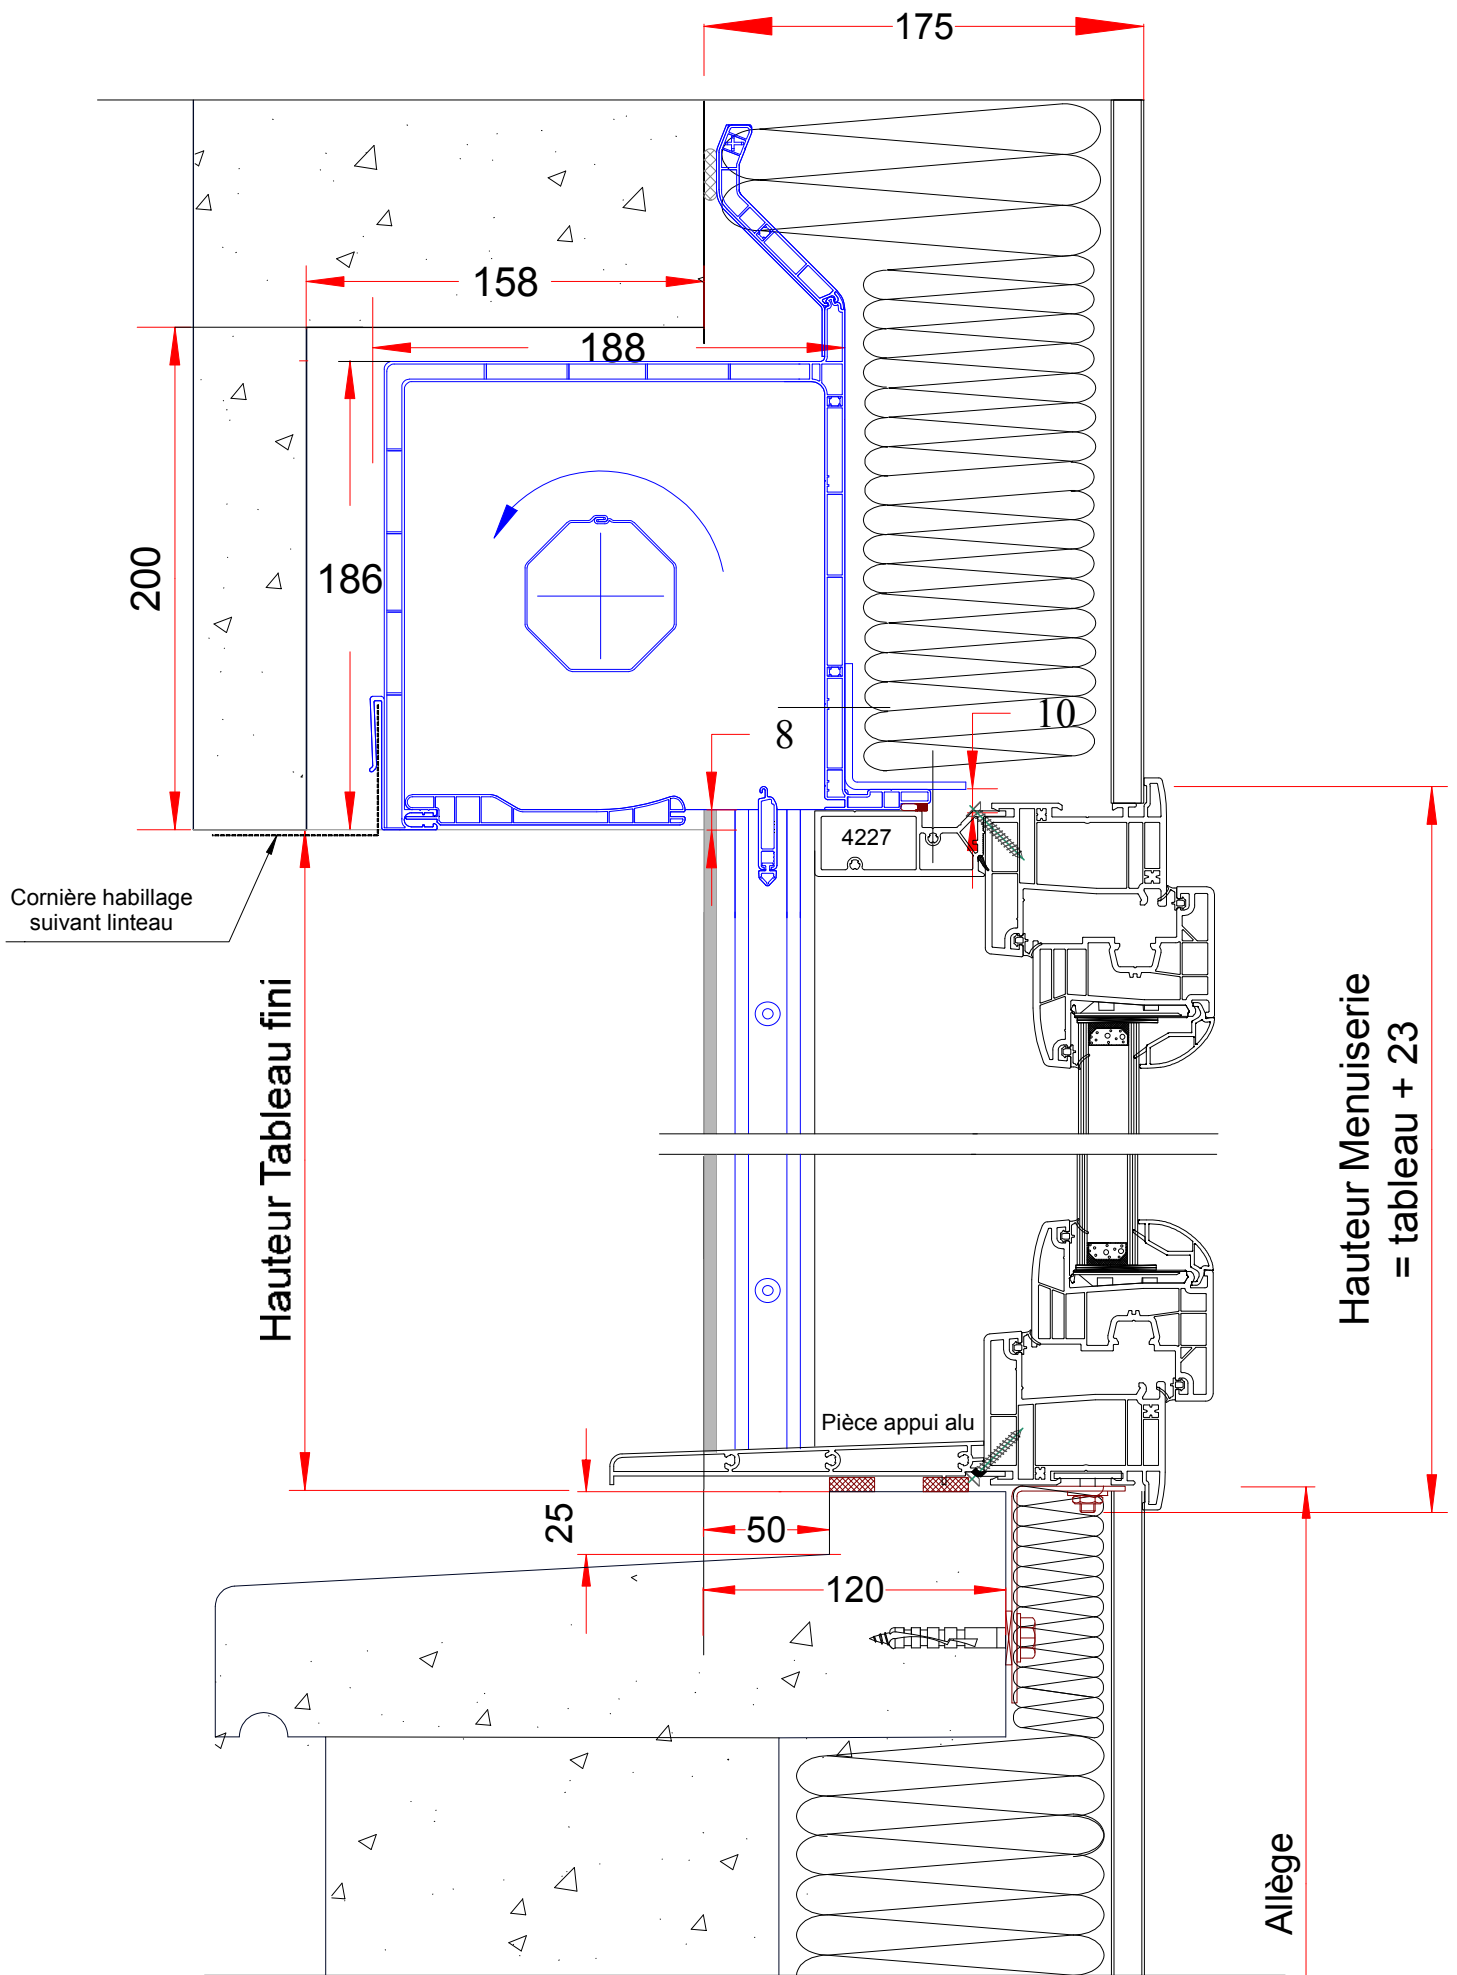 175
158
188
200
186
8
10
4227
Cornière habillage
suivant linteau
Hauteur Tableau fini
Hauteur Menuiserie
= tableau + 23
Pièce appui alu
25
50
120
Allège